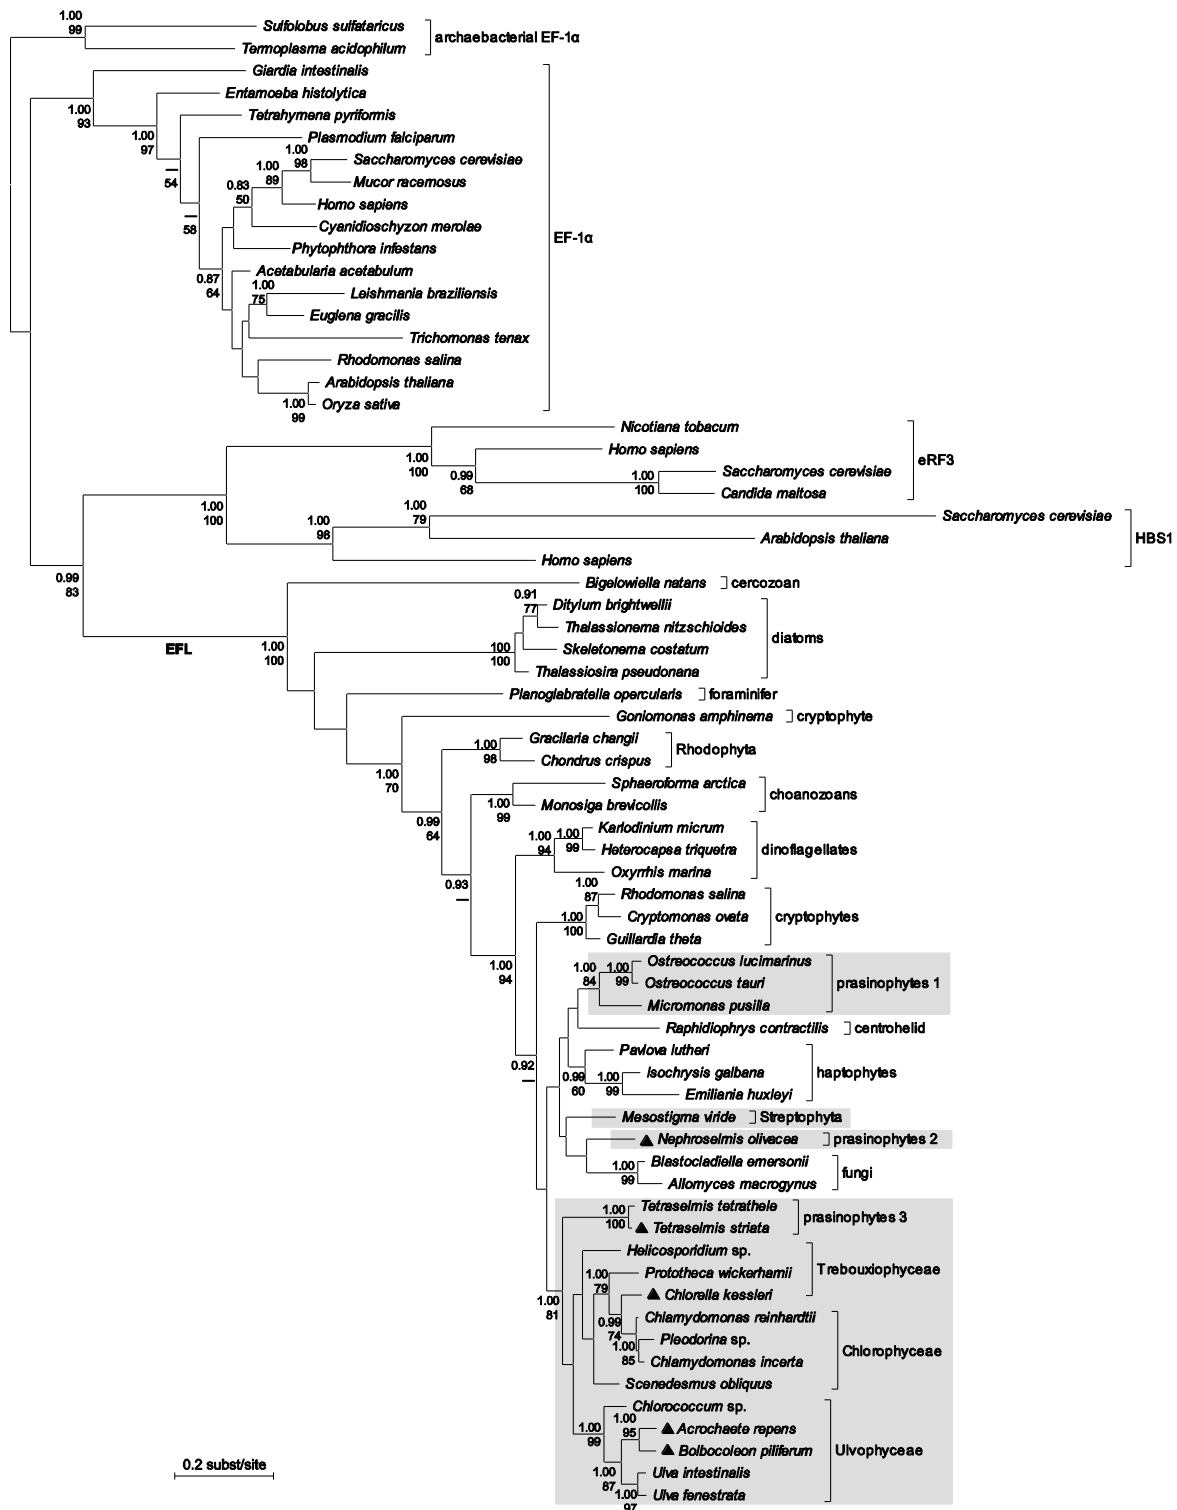 1.00
99
Sulfolobus sulfataricus
Termoplasma acidophilum
archaebacterial EF-1α
Giardia intestinalis
1.00
93
Entamoeba histolytica
1.00
97
Tetrahymena pyriformis
—
54
Plasmodium falciparum
—
58
1.00
98
Saccharomyces cerevisiae
1.00
89
Mucor racemosus
0.83
50
Homo sapiens
Cyanidioschyzon merolae
EF-1α
Phytophthora infestans
0.87
64
Acetabularia acetabulum
1.00
75
Leishmania braziliensis
Euglena gracilis
Trichomonas tenax
Rhodomonas salina
Arabidopsis thaliana
1.00
99
Oryza sativa
Nicotiana tobacum
1.00
100
Homo sapiens
eRF3
0.99
68
1.00
100
Saccharomyces cerevisiae
Candida maltosa
1.00
100
1.00
79
Saccharomyces cerevisiae
1.00
98
Arabidopsis thaliana
HBS1
Homo sapiens
0.99
83
Bigelowiella natans
cercozoan
0.91
77
Ditylum brightwellii
Thalassionema nitzschioides
diatoms
EFL
1.00
100
100
100
Skeletonema costatum
Thalassiosira pseudonana
Planoglabratella opercularis
foraminifer
Goniomonas amphinema
cryptophyte
1.00
70
1.00
98
Gracilaria changii
Rhodophyta
Chondrus crispus
Sphaeroforma arctica
choanozoans
1.00
99
Monosiga brevicollis
0.99
64
1.00
94
1.00
99
Karlodinium micrum
Heterocapsa triquetra
dinoflagellates
Oxyrrhis marina
0.93
—
1.00
87
Rhodomonas salina
1.00
100
Cryptomonas ovata
cryptophytes
Guillardia theta
1.00
94
1.00
84
1.00
99
Ostreococcus lucimarinus
Ostreococcus tauri
prasinophytes 1
Micromonas pusilla
Raphidiophrys contractilis
centrohelid
0.92
—
Pavlova lutheri
0.99
60
1.00
99
Isochrysis galbana
haptophytes
Emiliania huxleyi
Mesostigma viride
Streptophyta
Nephroselmis olivacea
prasinophytes 2
1.00
99
Blastocladiella emersonii
fungi
Allomyces macrogynus
1.00
100
Tetraselmis tetrathele
prasinophytes 3
Tetraselmis striata
Helicosporidium sp.
Trebouxiophyceae
1.00
79
Prototheca wickerhamii
Chlorella kessleri
1.00
81
0.99
74
Chlamydomonas reinhardtii
1.00
85
Pleodorina sp.
Chlorophyceae
Chlamydomonas incerta
Scenedesmus obliquus
Chlorococcum sp.
1.00
99
1.00
95
Acrochaete repens
Bolbocoleon piliferum
Ulvophyceae
1.00
87
Ulva intestinalis
1.00
97
Ulva fenestrata
0.2 subst/site